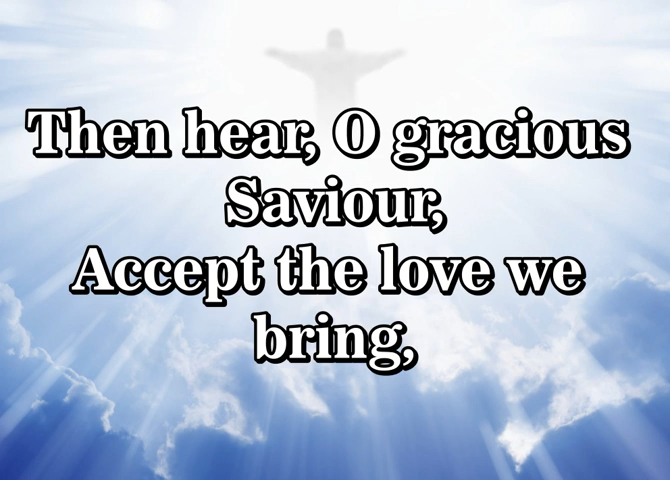 Then hear, O gracious
Saviour,
Accept the love we
bring,